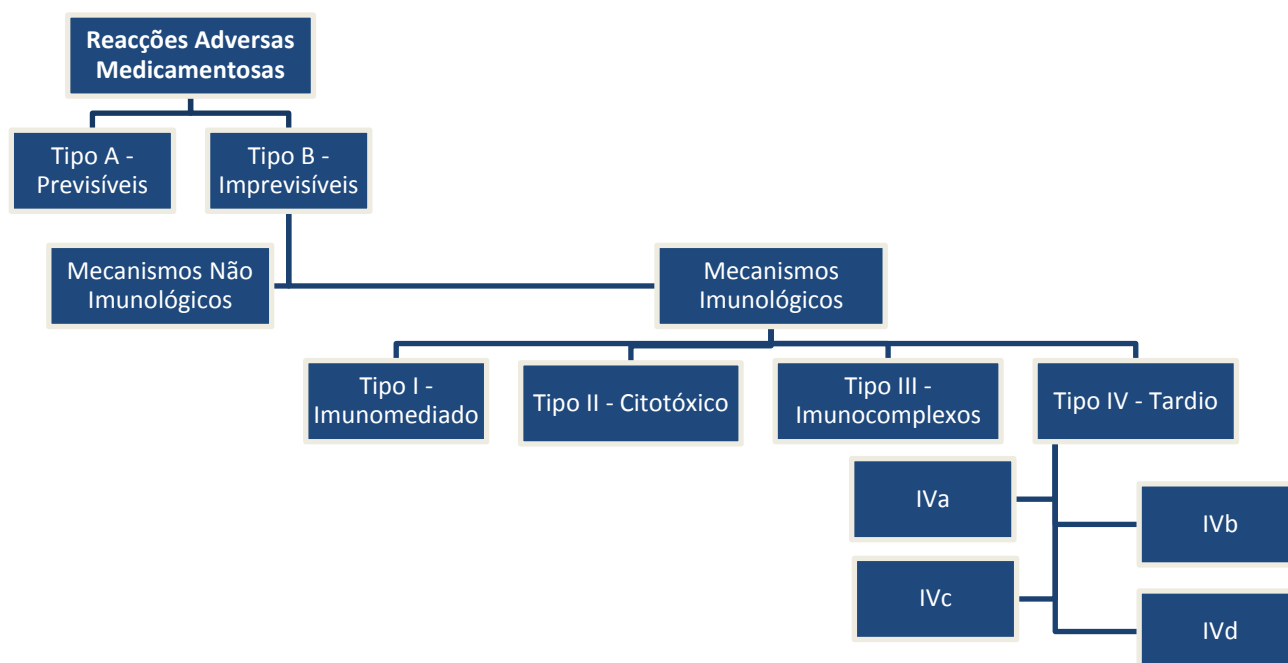 Reacções Adversas
Medicamentosas
Tipo A -
Previsíveis
Tipo B -
Imprevisíveis
Mecanismos Não
Imunológicos
Mecanismos
Imunológicos
Tipo I -
Imunomediado
Tipo II - Citotóxico
Tipo III -
Imunocomplexos
Tipo IV - Tardio
IVa
IVb
IVc
IVd